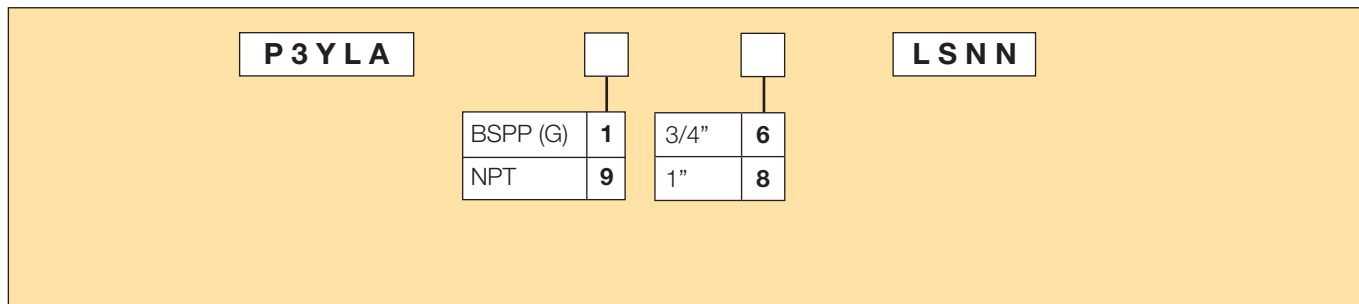 P3YLA LSNN
BSPP (G) 1 3/4” 6
NPT 9 1” 8